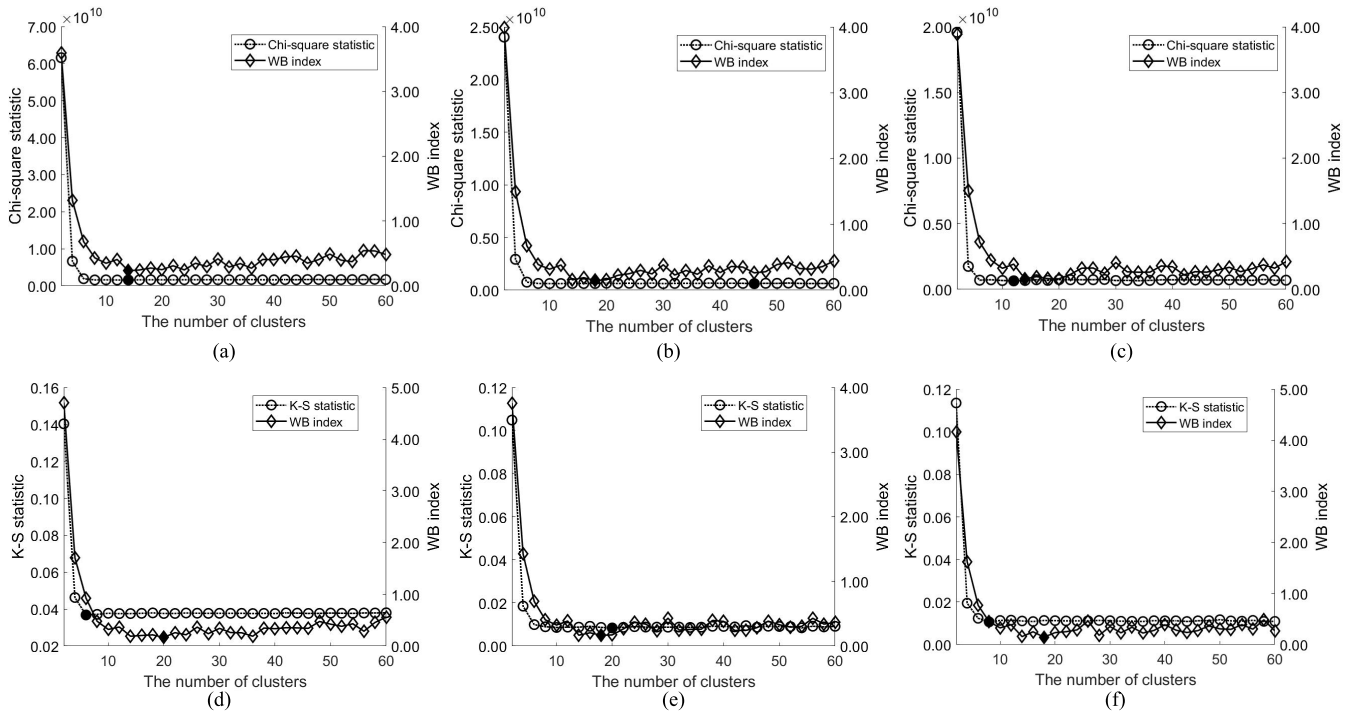 ×10^10
7.00
6.00
5.00
4.00
3.00
2.00
1.00
0.00
Chi-square statistic
4.00
3.00
2.00
1.00
0.00
WB index
Chi-square statistic
WB index
10 20 30 40 50 60
The number of clusters
(a)
×10^10
2.50
2.00
1.50
1.00
0.50
0.00
Chi-square statistic
4.00
3.00
2.00
1.00
0.00
WB index
Chi-square statistic
WB index
10 20 30 40 50 60
The number of clusters
(b)
×10^10
2.00
1.50
1.00
0.50
0.00
Chi-square statistic
4.00
3.00
2.00
1.00
0.00
WB index
Chi-square statistic
WB index
10 20 30 40 50 60
The number of clusters
(c)
0.16
0.14
0.12
0.10
0.08
0.06
0.04
0.02
K-S statistic
5.00
4.00
3.00
2.00
1.00
0.00
WB index
K-S statistic
WB index
10 20 30 40 50 60
The number of clusters
(d)
0.12
0.10
0.08
0.06
0.04
0.02
0.00
K-S statistic
4.00
3.00
2.00
1.00
0.00
WB index
K-S statistic
WB index
10 20 30 40 50 60
The number of clusters
(e)
0.12
0.10
0.08
0.06
0.04
0.02
0.00
K-S statistic
5.00
4.00
3.00
2.00
1.00
0.00
WB index
K-S statistic
WB index
10 20 30 40 50 60
The number of clusters
(f)